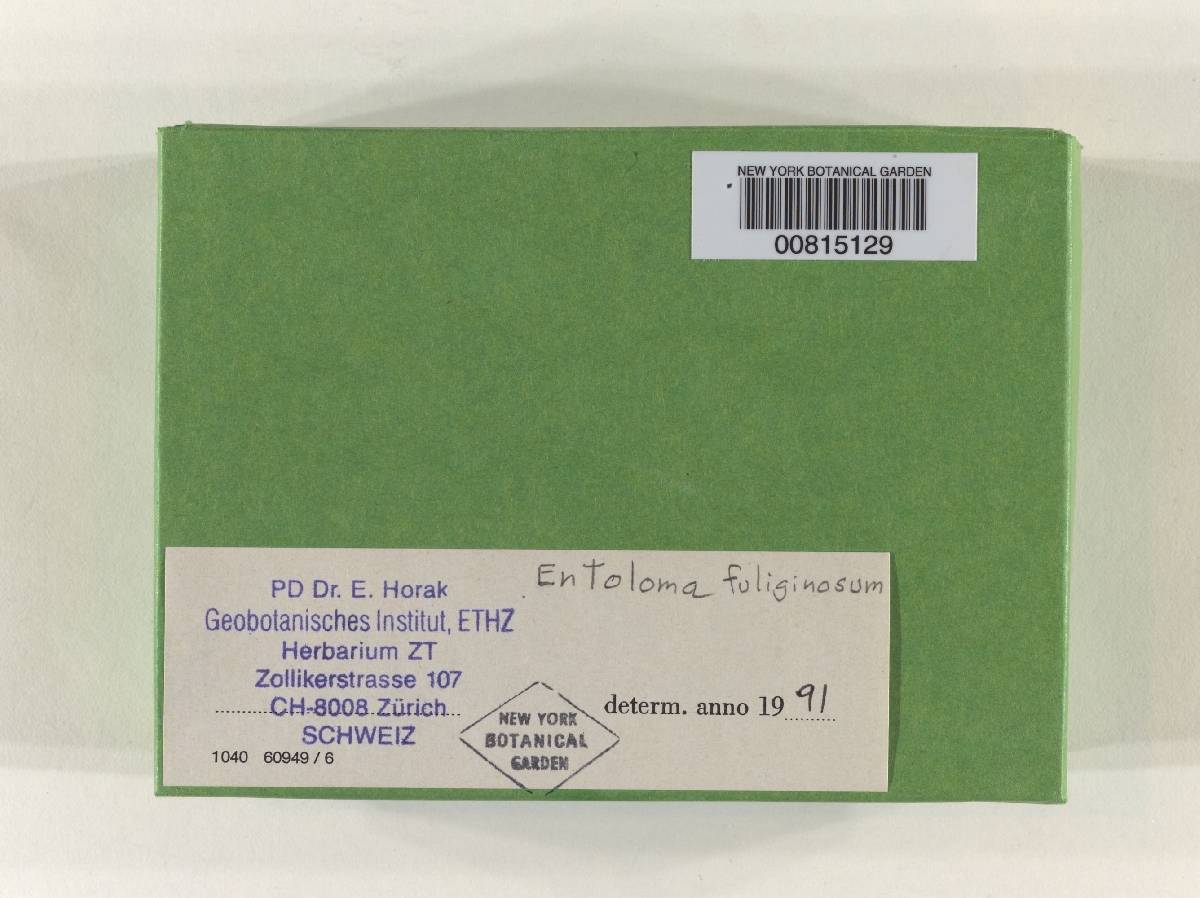 NEW YORK BOTANICAL GARDEN
00815129
Entoloma fuliginosum
PD Dr. E. Horak
Geobotanisches Institut, ETHZ
Herbarium ZT
Zollikerstrasse 107
CH-8008 Zürich
SCHWEIZ
1040 60949 / 6
NEW YORK
BOTANICAL
GARDEN
determ. anno 19 91